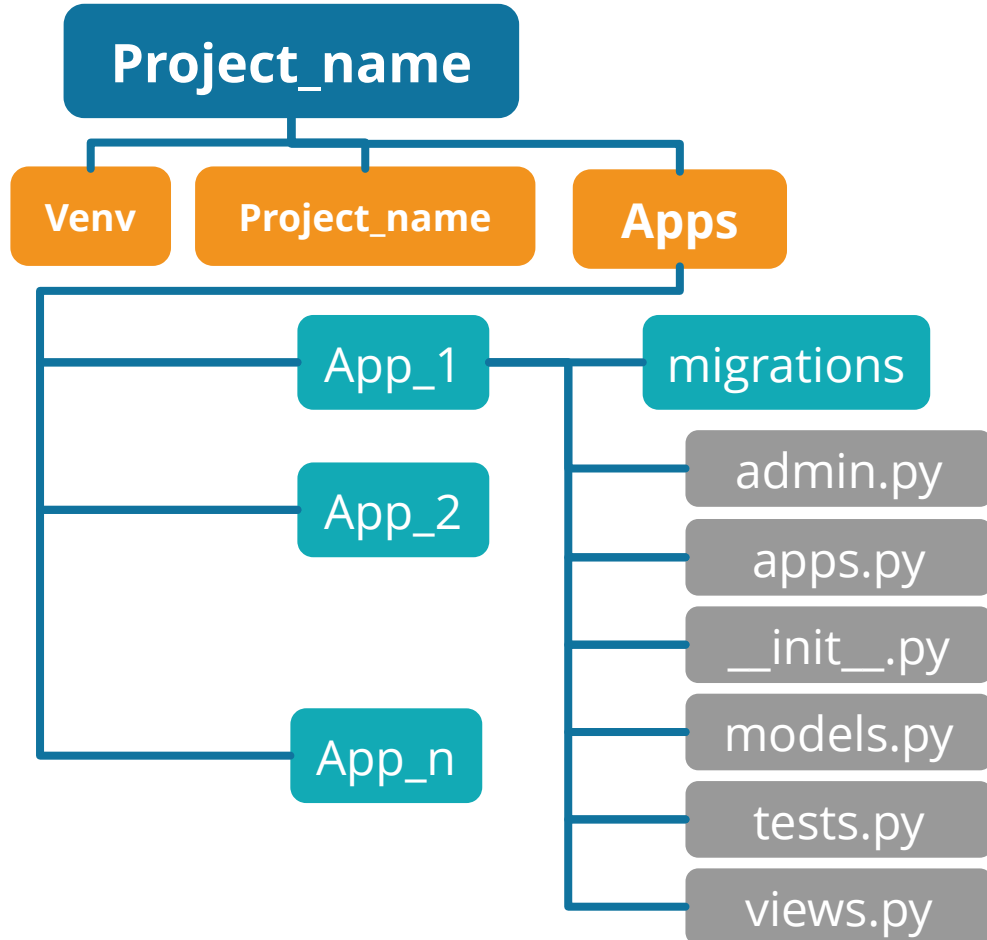 Project_name
Venv
Project_name
Apps
App_1
migrations
admin.py
App_2
apps.py
__init__.py
models.py
App_n
tests.py
views.py